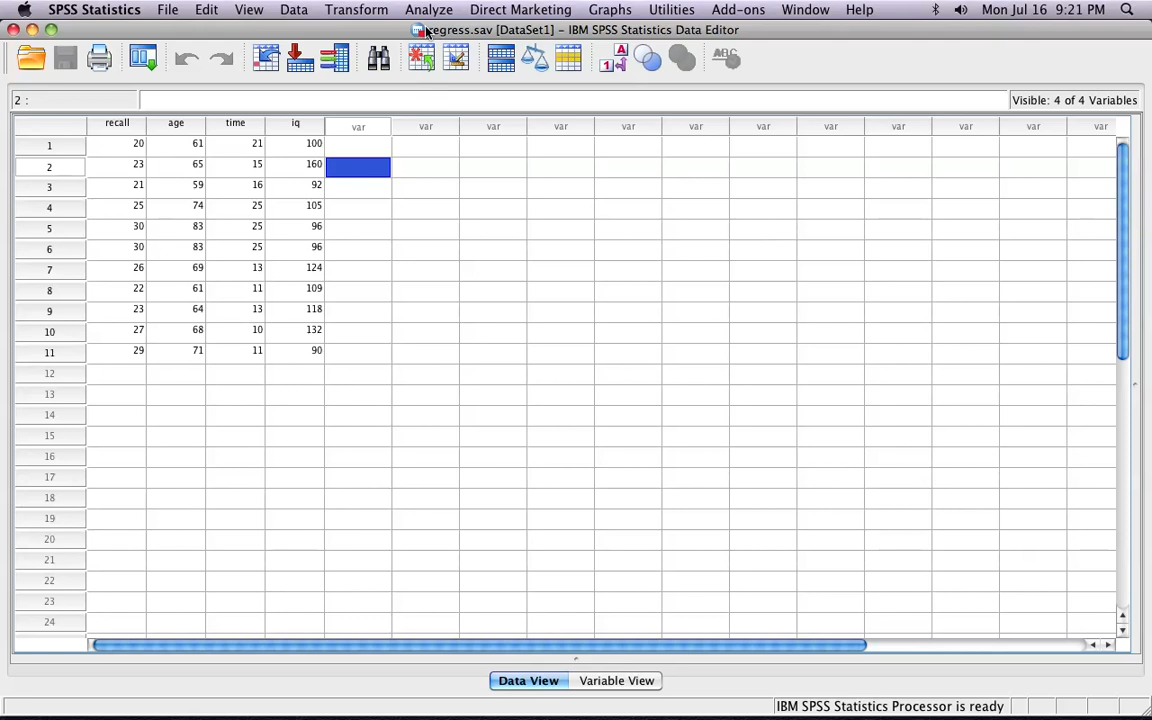 SPSS Statistics File Edit View Data Transform Analyze Direct Marketing Graphs Utilities Add-ons Window Help Mon Jul 16 9:21 PM
regress.sav [DataSet1] – IBM SPSS Statistics Data Editor
2 : Visible: 4 of 4 Variables
recall age time iq var var var var var var var var var var var var
1 20 61 21 100
2 23 65 15 160
3 21 59 16 92
4 25 74 25 105
5 30 83 25 96
6 30 83 25 96
7 26 69 13 124
8 22 61 11 109
9 23 64 13 118
10 27 68 10 132
11 29 71 11 90
12
13
14
15
16
17
18
19
20
21
22
23
24
Data View Variable View
IBM SPSS Statistics Processor is ready